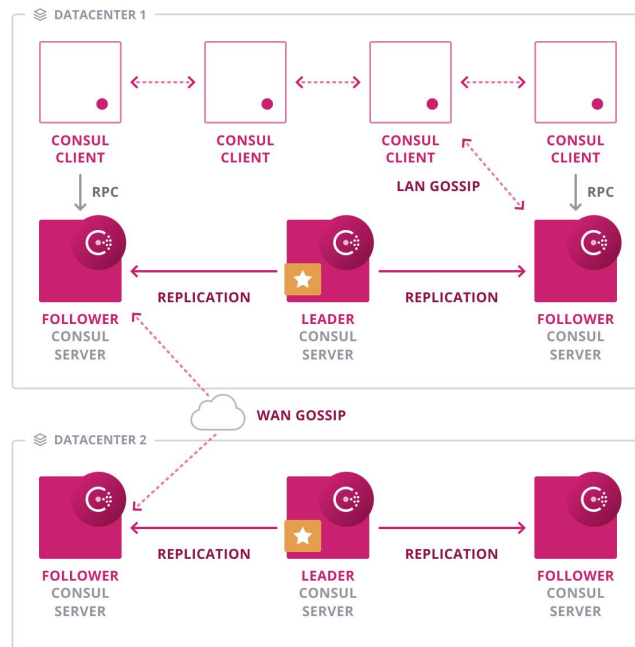 DATACENTER 1
CONSUL
CLIENT
CONSUL
CLIENT
CONSUL
CLIENT
CONSUL
CLIENT
RPC
LAN GOSSIP
RPC
REPLICATION
REPLICATION
FOLLOWER
CONSUL
SERVER
LEADER
CONSUL
SERVER
FOLLOWER
CONSUL
SERVER
WAN GOSSIP
DATACENTER 2
REPLICATION
REPLICATION
FOLLOWER
CONSUL
SERVER
LEADER
CONSUL
SERVER
FOLLOWER
CONSUL
SERVER